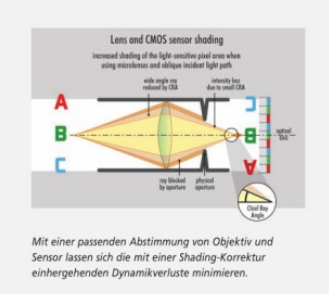 Lens and CMOS sensor shading
increased shading of the light-sensitive pixel area when
using microlenses and oblique incident light path
wide angle ray
reduced by CRA
intensity loss
due to small CRA
A
B
C
C
B
A
optical
axis
ray blocked
by aperture
physical
aperture
Chief Ray
Angle
Mit einer passenden Abstimmung von Objektiv und
Sensor lassen sich die mit einer Shading-Korrektur
einhergehenden Dynamikverluste minimieren.